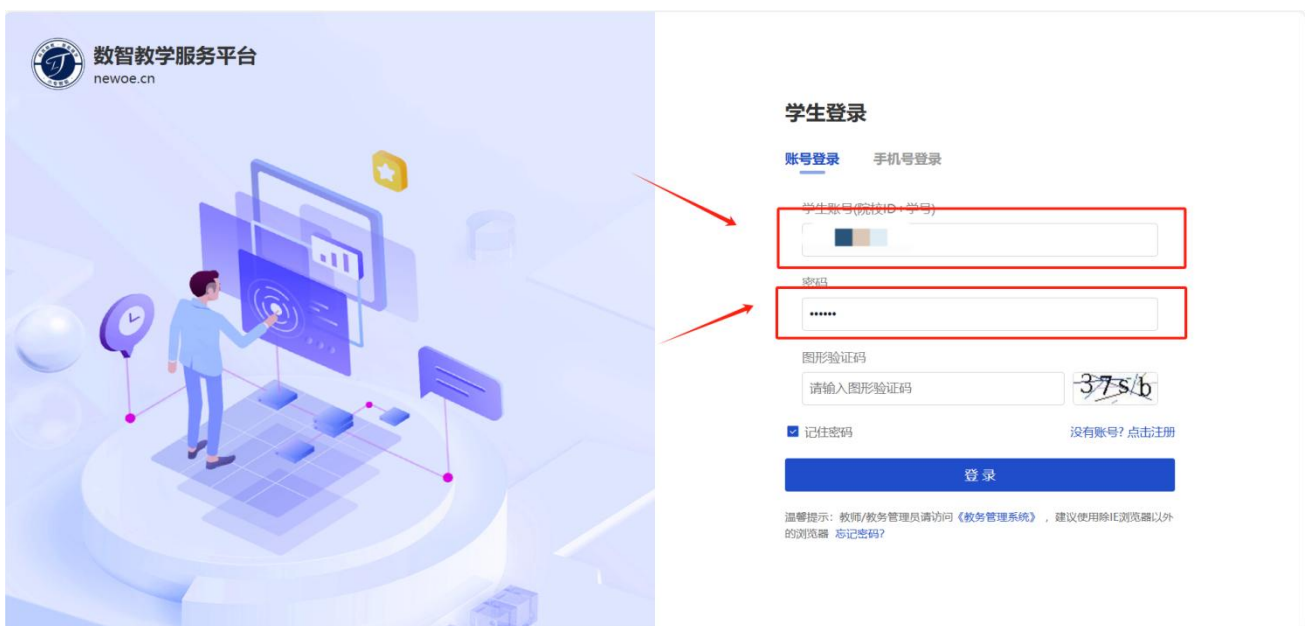 数智教学服务平台
newoe.cn
学生登录
账号登录
手机号登录
学生账号(院校ID+学号)
密码
••••••
图形验证码
请输入图形验证码
37s/b
记住密码
没有账号? 点击注册
登 录
温馨提示：教师/教务管理员请访问《教务管理系统》，建议使用除IE浏览器以外
的浏览器 忘记密码?